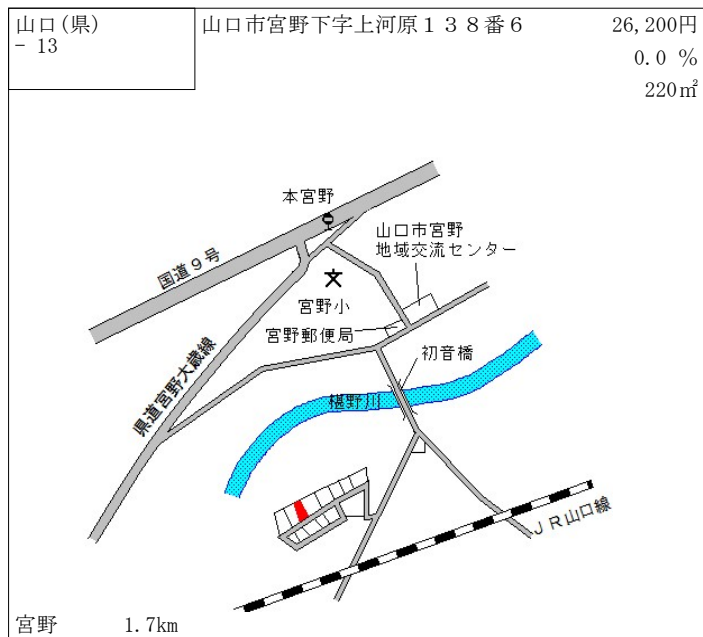 山口(県)
- 13
山口市宮野下字上河原138番6
26,200円
0.0 %
220㎡
本宮野
国道9号
山口市宮野
地域交流センター
宮野小
宮野郵便局
初音橋
県道宮野大歳線
椹野川
JR山口線
宮野 1.7km